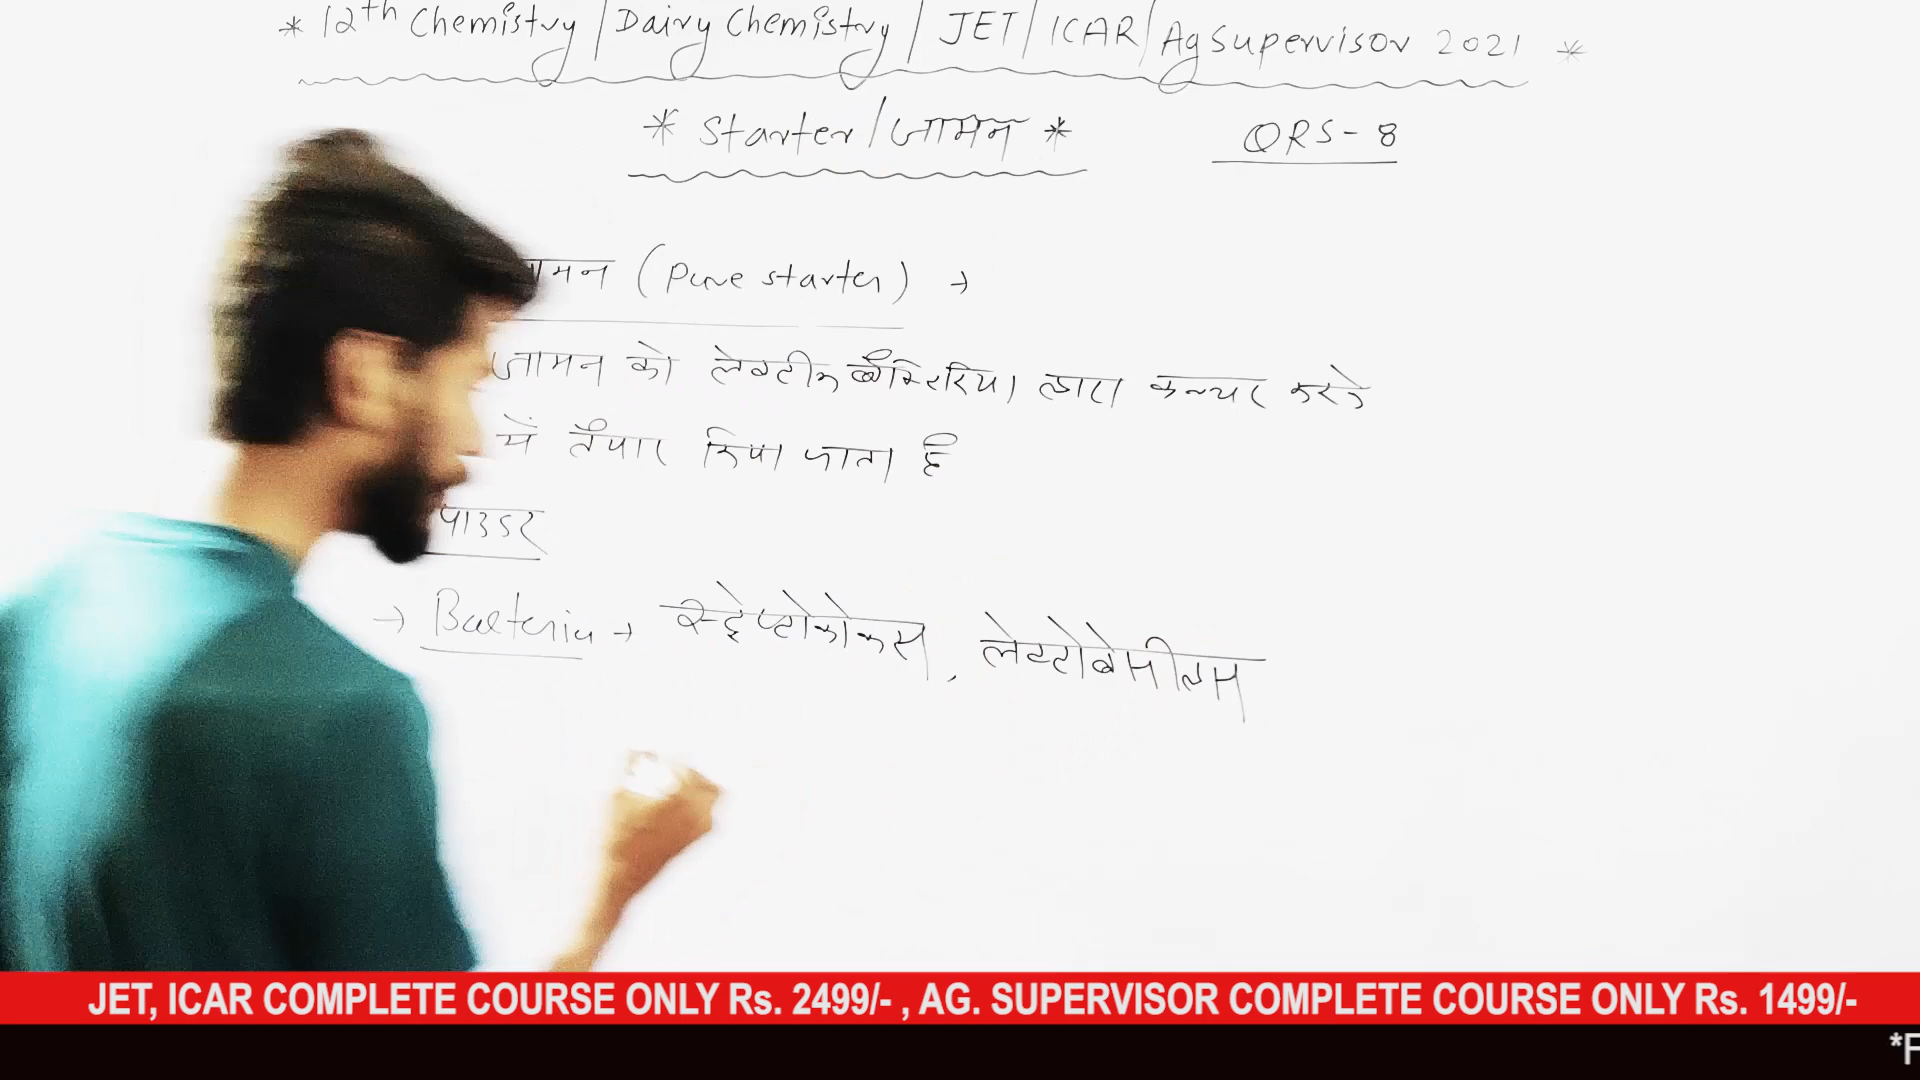 * 12th Chemistry / Dairy Chemistry / JET / ICAR / Ag Supervisor 2021 *
* Starter / जामन * QRS - 8
जामन (Pure starter) →
जामन को लेक्टीक बैक्टिरिया द्वारा कल्चर करके
में तैयार किया जाता है
पाउडर
→ Bacteria → स्ट्रेप्टोकोकस, लेक्टोबेसीलस
JET, ICAR COMPLETE COURSE ONLY Rs. 2499/- , AG. SUPERVISOR COMPLETE COURSE ONLY Rs. 1499/-
*F